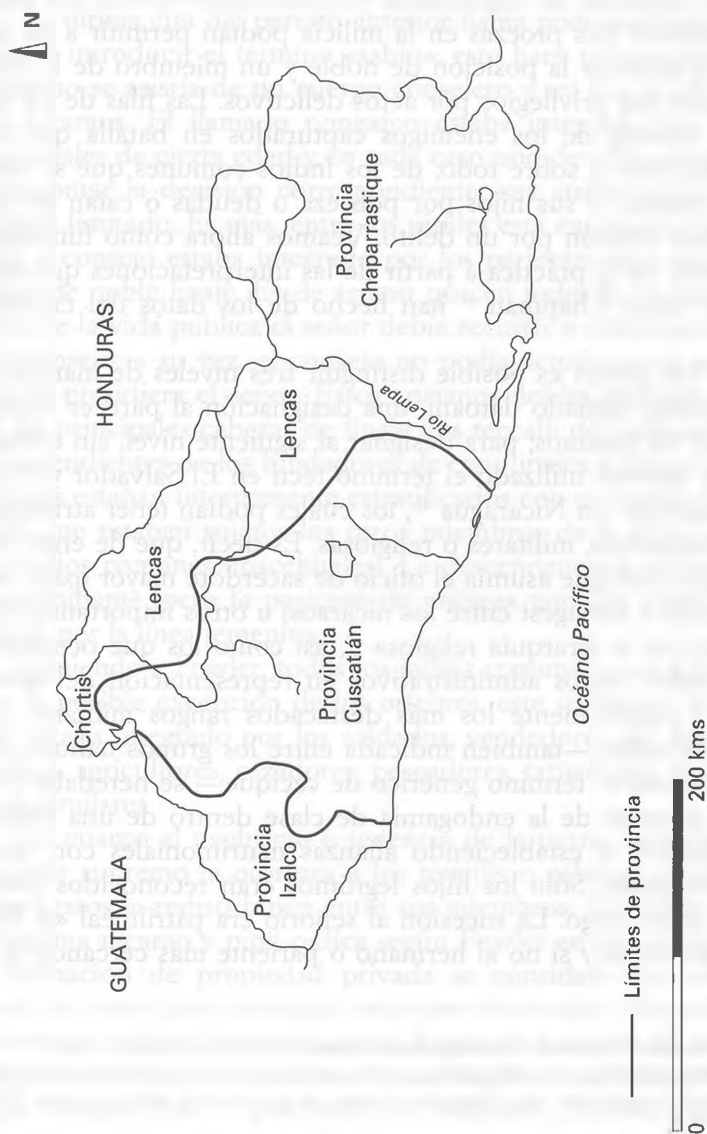 N
GUATEMALA
HONDURAS
Chortis
Lencas
Lencas
Provincia
Izalco
Provincia
Cuscatlán
Río Lempa
Provincia
Chaparrastique
Océano Pacífico
Límites de provincia
0
200 kms